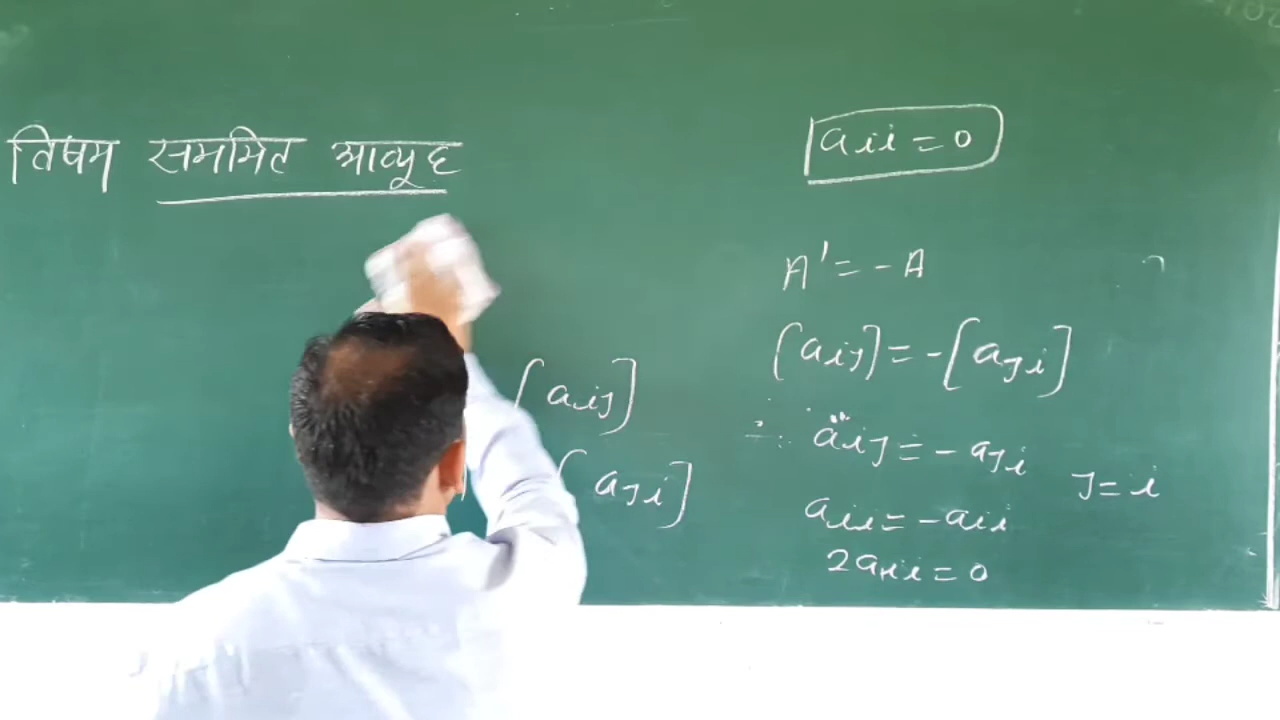 विषम सममित आव्यूह
[aij]
[aji]
aii = 0
A' = - A
[aij] = -[aji]
∴ aij = - aji j = i
aii = - aii
2aii = 0